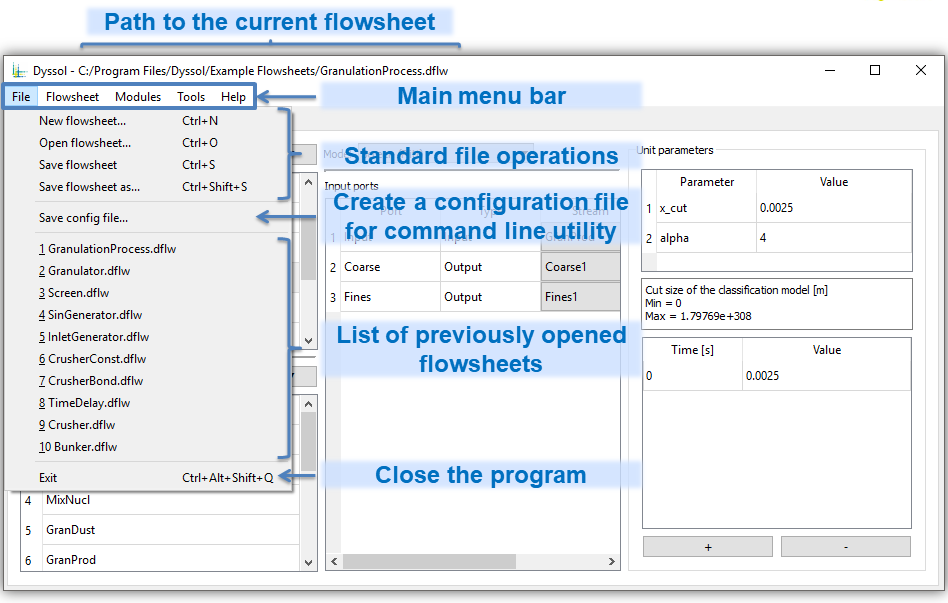 Path to the current flowsheet
Dyssol - C:/Program Files/Dyssol/Example Flowsheets/GranulationProcess.dflw
File Flowsheet Modules Tools Help
Main menu bar
New flowsheet... Ctrl+N
Open flowsheet... Ctrl+O
Save flowsheet Ctrl+S
Save flowsheet as... Ctrl+Shift+S
Standard file operations
Save config file...
Create a configuration file
for command line utility
1 GranulationProcess.dflw
2 Granulator.dflw
3 Screen.dflw
4 SinGenerator.dflw
5 InletGenerator.dflw
6 CrusherConst.dflw
7 CrusherBond.dflw
8 TimeDelay.dflw
9 Crusher.dflw
10 Bunker.dflw
List of previously opened
flowsheets
Exit Ctrl+Alt+Shift+Q
Close the program
4 MixNucl
5 GranDust
6 GranProd
Input ports
Port Type Stream
1 Input Input
2 Coarse Output Coarse1
3 Fines Output Fines1
Unit parameters
Parameter Value
1 x_cut 0.0025
2 alpha 4
Cut size of the classification model [m]
Min = 0
Max = 1.79769e+308
Time [s] Value
0 0.0025
+ -